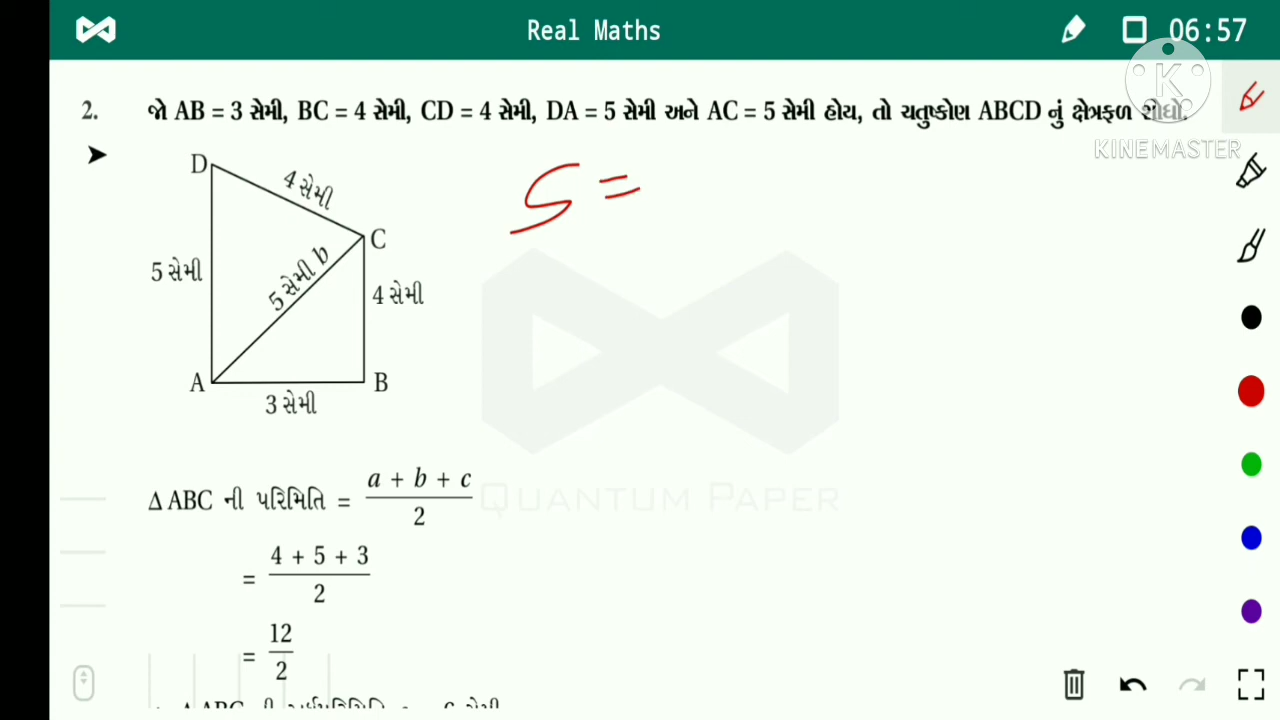 Real Maths
06:57
K
KINEMASTER
2. જો AB = 3 સેમી, BC = 4 સેમી, CD = 4 સેમી, DA = 5 સેમી અને AC = 5 સેમી હોય, તો ચતુષ્કોણ ABCD નું ક્ષેત્રફળ શોધો.
S =
D
4 સેમી
C
5 સેમી
5 સેમી b
4 સેમી
A
B
3 સેમી
QUANTUM PAPER
Δ ABC ની પરિમિતિ = a + b + c / 2
= 4 + 5 + 3 / 2
= 12 / 2